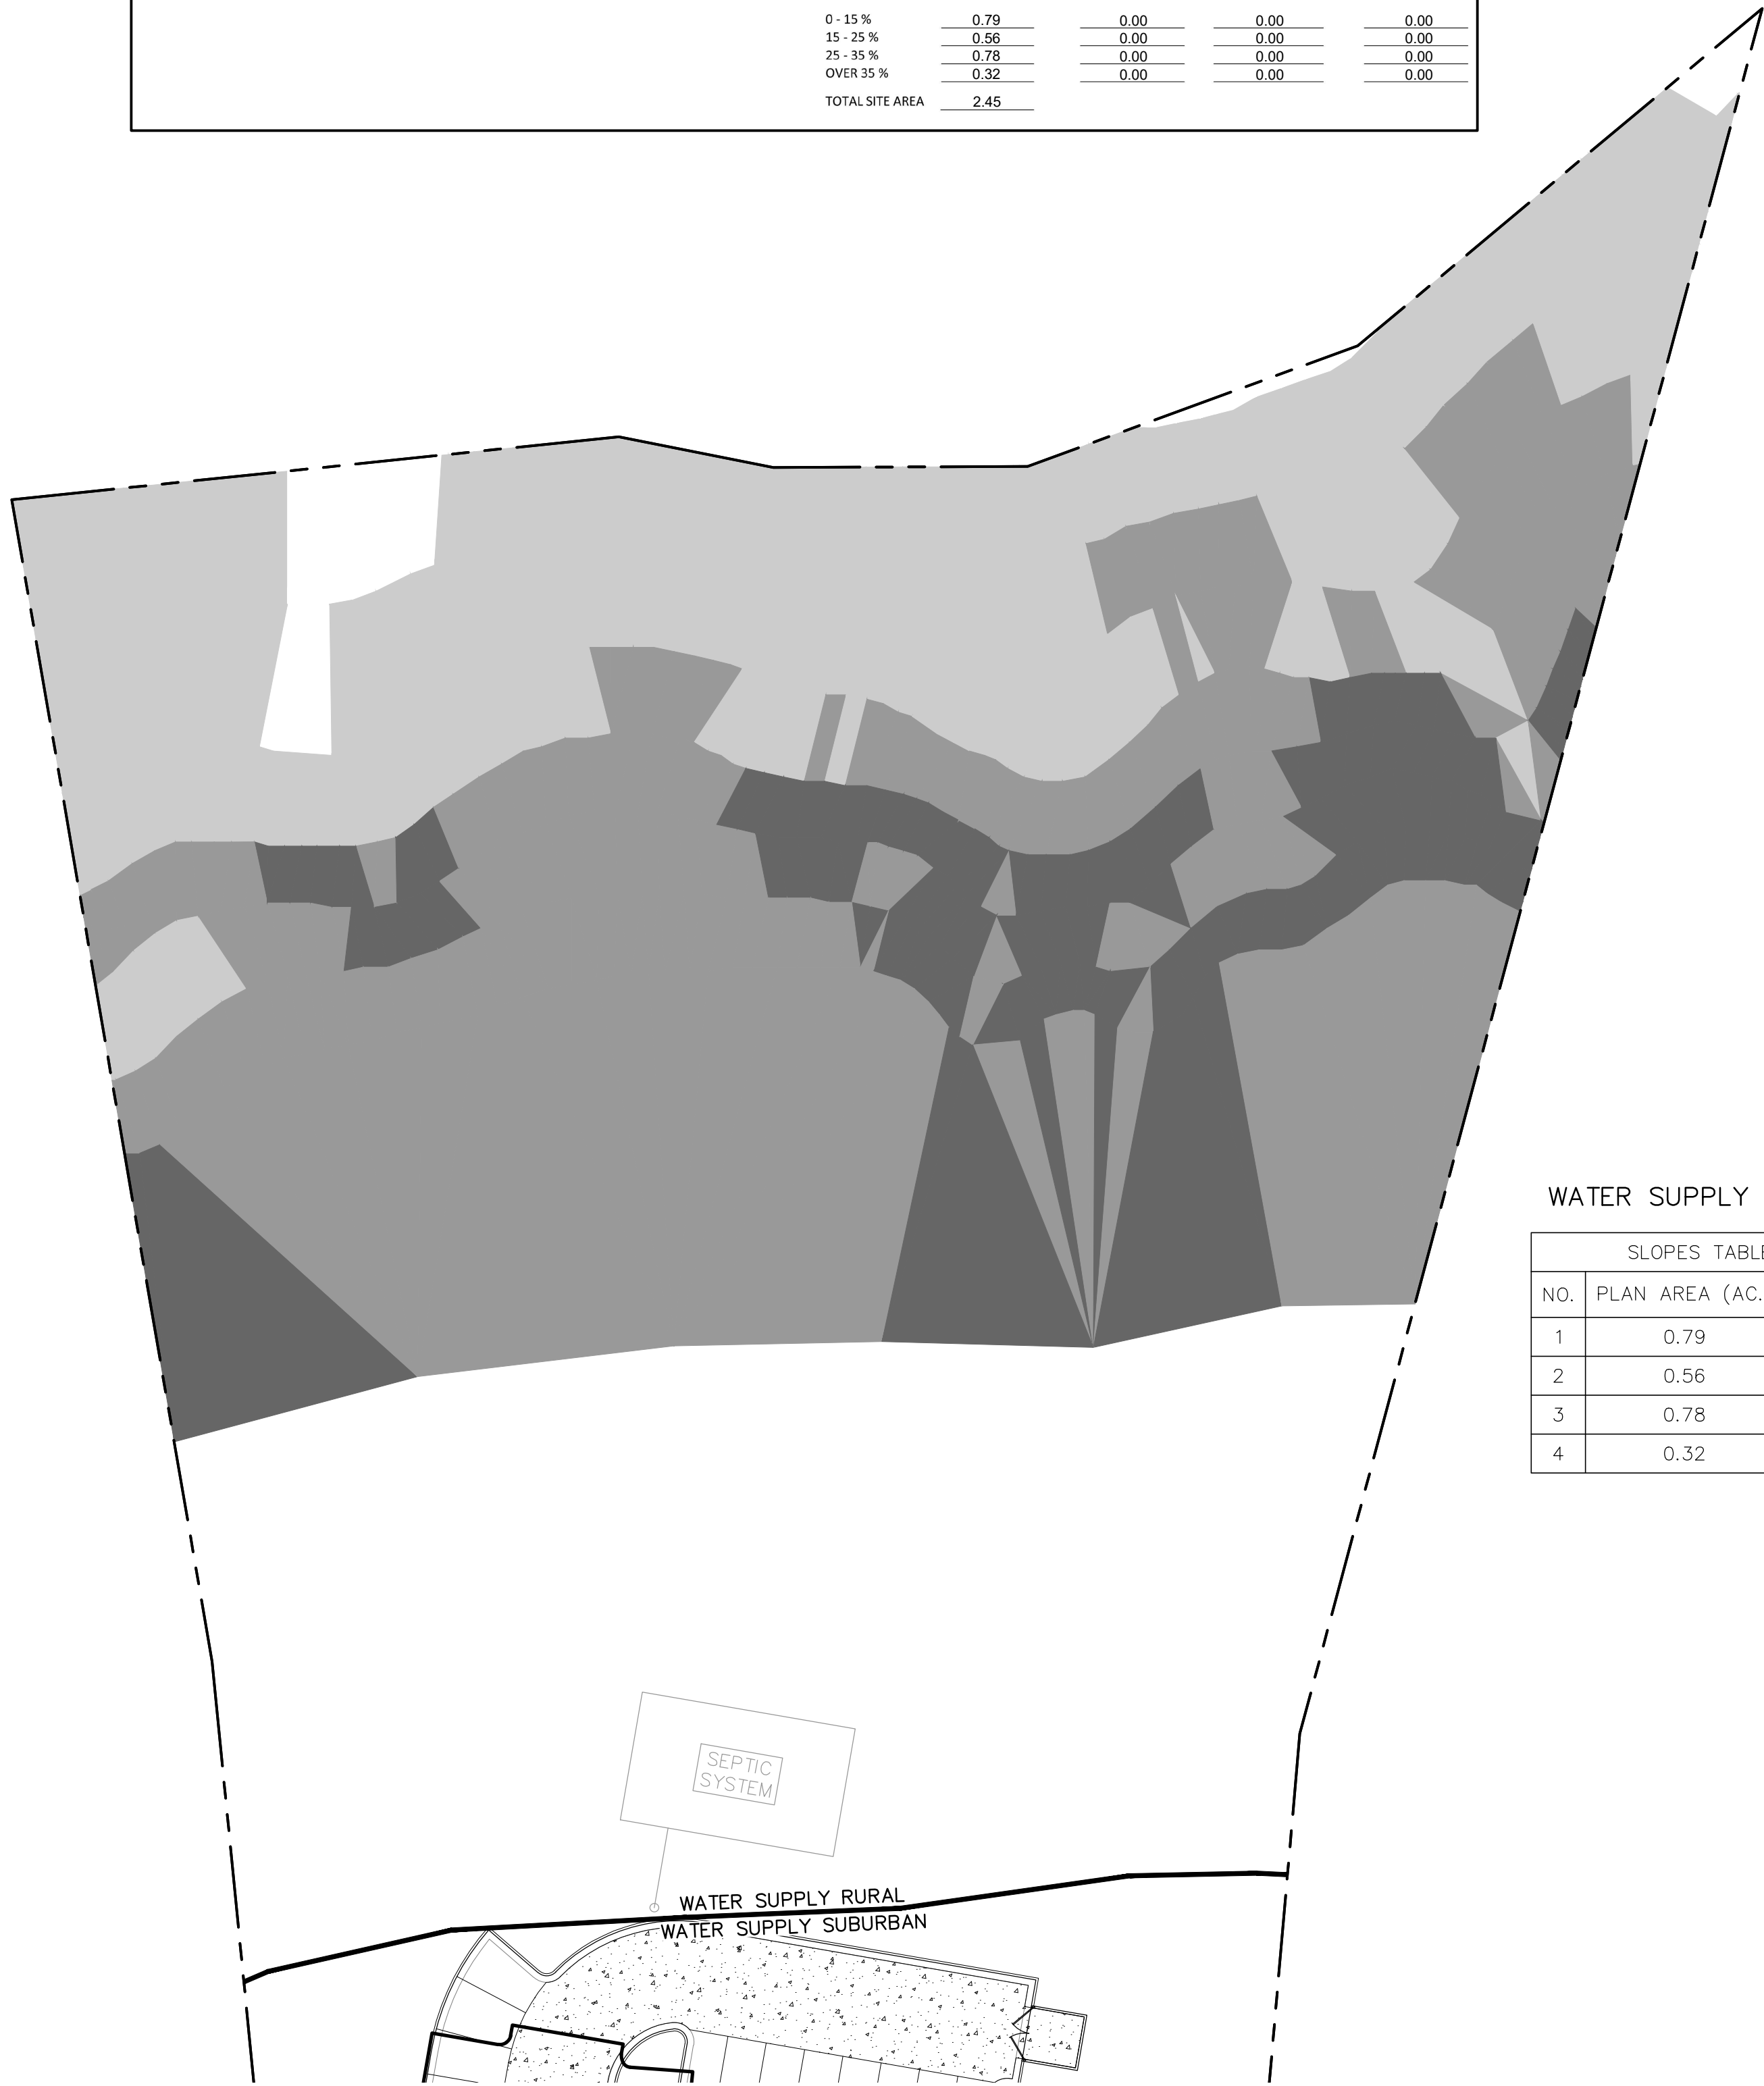 0 - 15 % 0.79 0.00 0.00 0.00
15 - 25 % 0.56 0.00 0.00 0.00
25 - 35 % 0.78 0.00 0.00 0.00
OVER 35 % 0.32 0.00 0.00 0.00
TOTAL SITE AREA 2.45
WATER SUPPLY
SLOPES TABLE
NO. PLAN AREA (AC.
1 0.79
2 0.56
3 0.78
4 0.32
SEPTIC
SYSTEM
WATER SUPPLY RURAL
WATER SUPPLY SUBURBAN